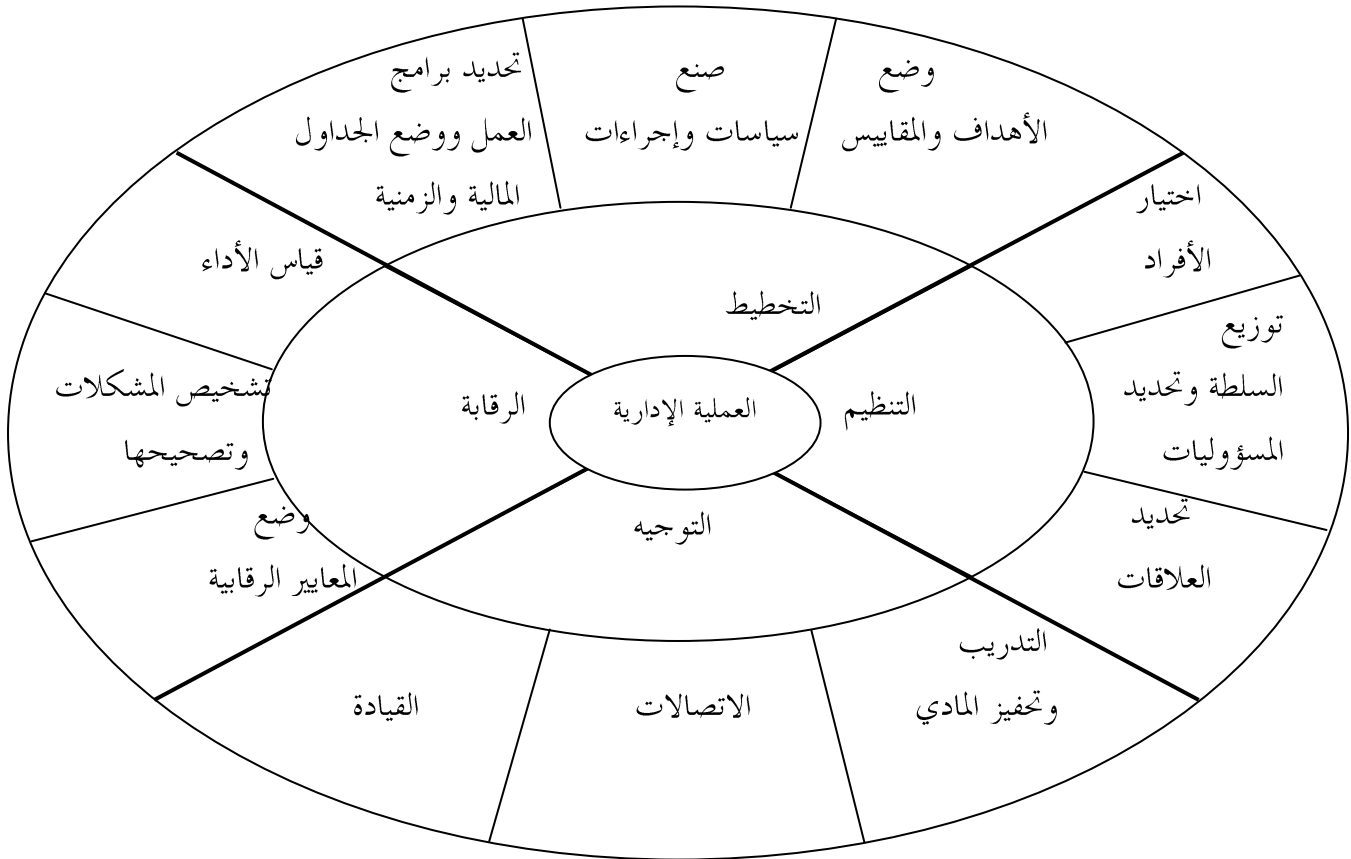 وضع
الأهداف والمقاييس
صنع
سياسات وإجراءات
تحديد برامج
العمل ووضع الجداول
المالية والزمنية
اختيار
الأفراد
توزيع
السلطة وتحديد
المسؤوليات
تحديد
العلاقات
التدريب
وتحفيز المادي
الاتصالات
القيادة
وضع
المعايير الرقابية
تشخيص المشكلات
وتصحيحها
قياس الأداء
التخطيط
التنظيم
التوجيه
الرقابة
العملية الإدارية